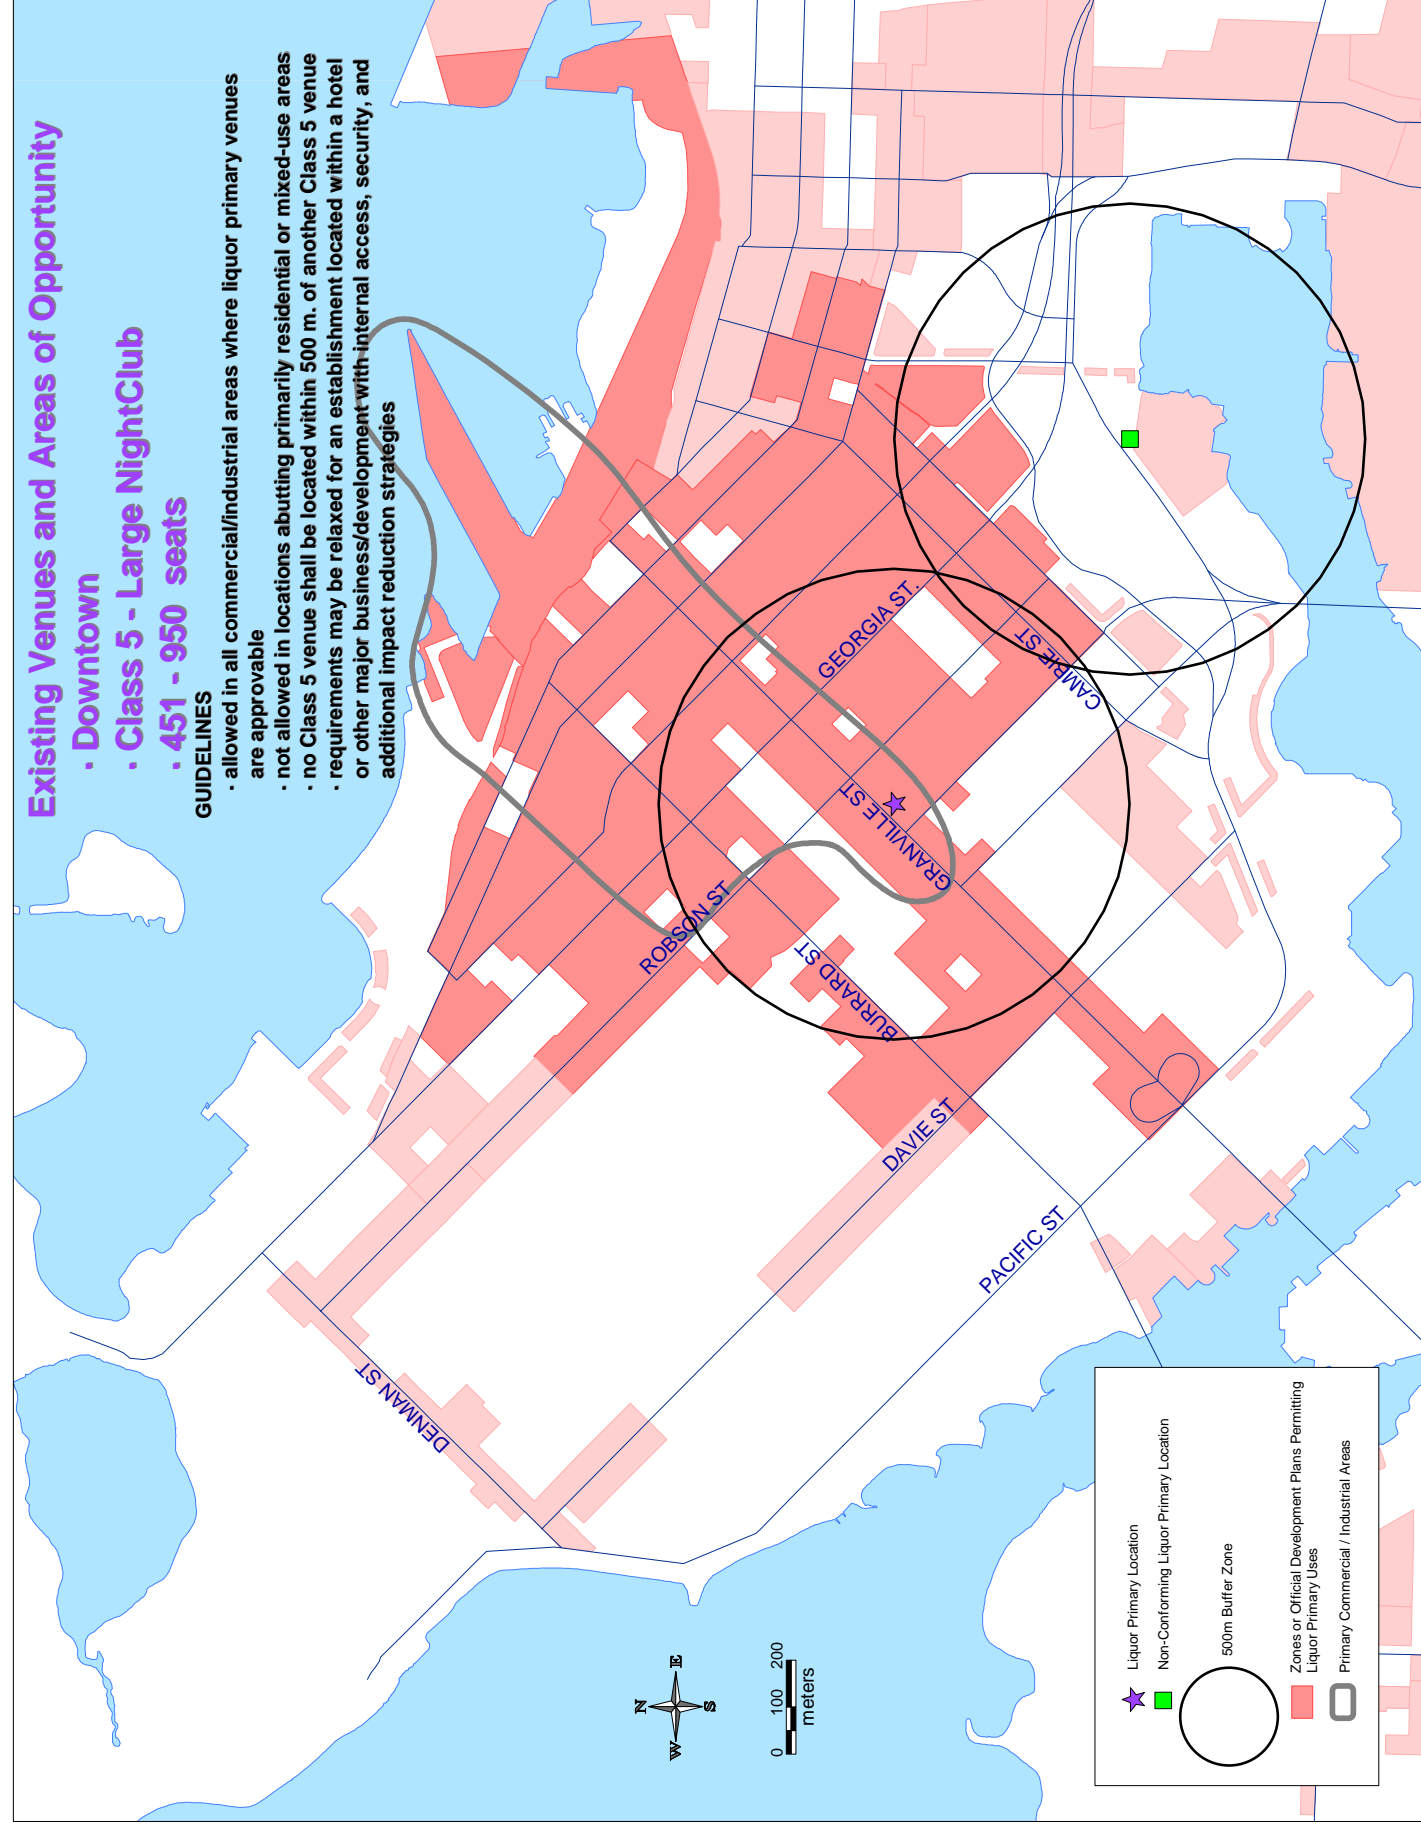 Existing Venues and Areas of Opportunity
· Downtown
· Class 5 - Large NightClub
· 451 - 950 seats
GUIDELINES
· allowed in all commercial/industrial areas where liquor primary venues
are approvable
· not allowed in locations abutting primarily residential or mixed-use areas
· no Class 5 venue shall be located within 500 m. of another Class 5 venue
· requirements may be relaxed for an establishment located within a hotel
or other major business/development with internal access, security, and
additional impact reduction strategies
GEORGIA ST.
CAMBIE ST
GRANVILLE ST
ROBSON ST
BURRARD ST
DAVIE ST
PACIFIC ST
DENMAN ST
N
W
E
S
0 100 200
meters
Liquor Primary Location
Non-Conforming Liquor Primary Location
500m Buffer Zone
Zones or Official Development Plans Permitting
Liquor Primary Uses
Primary Commercial / Industrial Areas